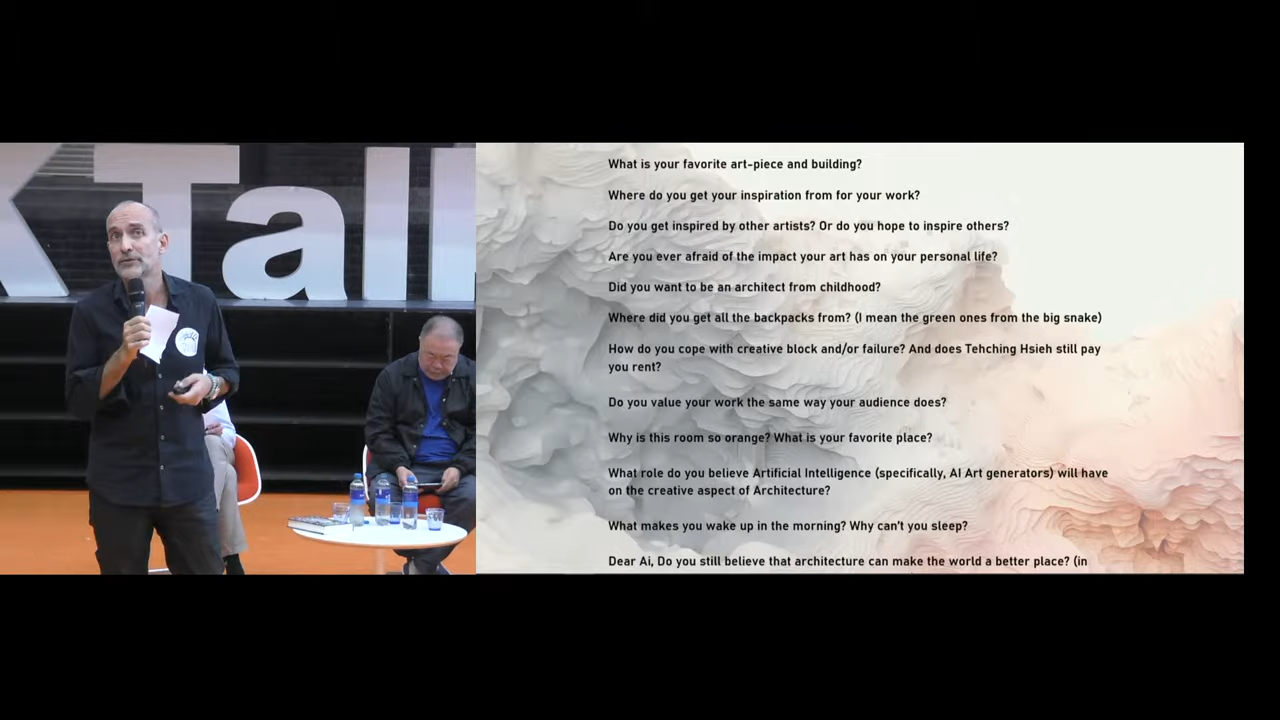 KTall
What is your favorite art-piece and building?
Where do you get your inspiration from for your work?
Do you get inspired by other artists? Or do you hope to inspire others?
Are you ever afraid of the impact your art has on your personal life?
Did you want to be an architect from childhood?
Where did you get all the backpacks from? (I mean the green ones from the big snake)
How do you cope with creative block and/or failure? And does Tehching Hsieh still pay
you rent?
Do you value your work the same way your audience does?
Why is this room so orange? What is your favorite place?
What role do you believe Artificial Intelligence (specifically, AI Art generators) will have
on the creative aspect of Architecture?
What makes you wake up in the morning? Why can't you sleep?
Dear Ai, Do you still believe that architecture can make the world a better place? (in